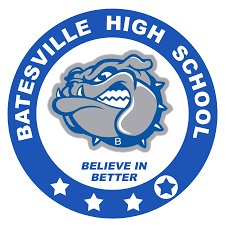 BATESVILLE HIGH SCHOOL
B
BELIEVE IN
BETTER